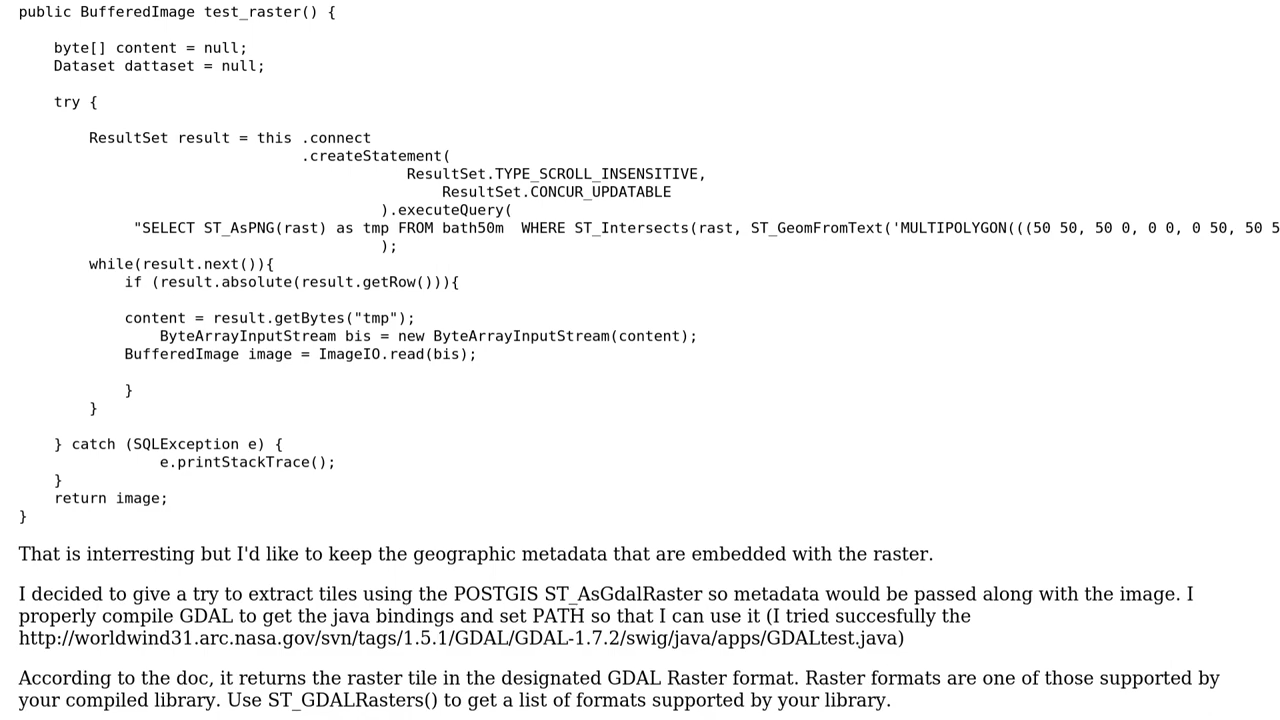 public BufferedImage test_raster() {
byte[] content = null;
Dataset dattaset = null;
try {
ResultSet result = this .connect
.createStatement(
ResultSet.TYPE_SCROLL_INSENSITIVE,
ResultSet.CONCUR_UPDATABLE
).executeQuery(
"SELECT ST_AsPNG(rast) as tmp FROM bath50m  WHERE ST_Intersects(rast, ST_GeomFromText('MULTIPOLYGON(((50 50, 50 0, 0 0, 0 50, 50 5
);
while(result.next()){
if (result.absolute(result.getRow())){
content = result.getBytes("tmp");
ByteArrayInputStream bis = new ByteArrayInputStream(content);
BufferedImage image = ImageIO.read(bis);
}
}
} catch (SQLException e) {
e.printStackTrace();
}
return image;
}
That is interresting but I'd like to keep the geographic metadata that are embedded with the raster.
I decided to give a try to extract tiles using the POSTGIS ST_AsGdalRaster so metadata would be passed along with the image. I
properly compile GDAL to get the java bindings and set PATH so that I can use it (I tried succesfully the
http://worldwind31.arc.nasa.gov/svn/tags/1.5.1/GDAL/GDAL-1.7.2/swig/java/apps/GDALtest.java)
According to the doc, it returns the raster tile in the designated GDAL Raster format. Raster formats are one of those supported by
your compiled library. Use ST_GDALRasters() to get a list of formats supported by your library.